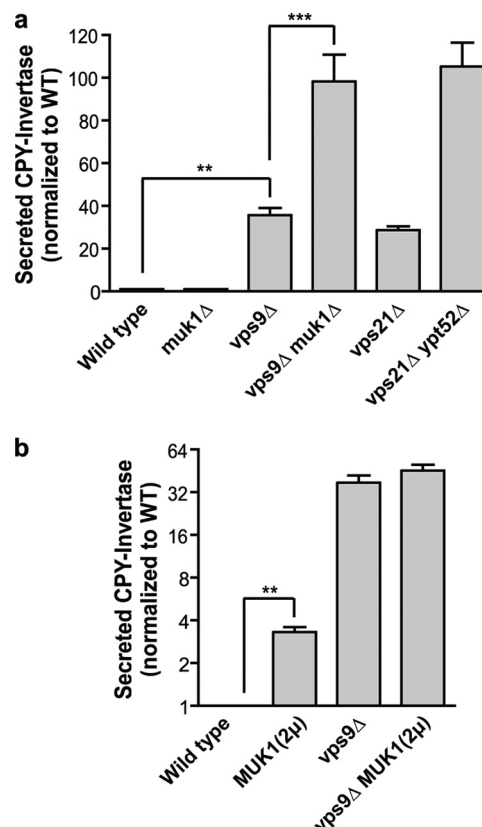 a
Secreted CPY-Invertase
(normalized to WT)
120
100
80
60
40
20
0
**
***
Wild type
muk1Δ
vps9Δ
vps9Δ muk1Δ
vps21Δ
vps21Δ ypt52Δ
b
Secreted CPY-Invertase
(normalized to WT)
64
32
16
8
4
2
1
**
Wild type
MUK1(2µ)
vps9Δ
vps9Δ MUK1(2µ)